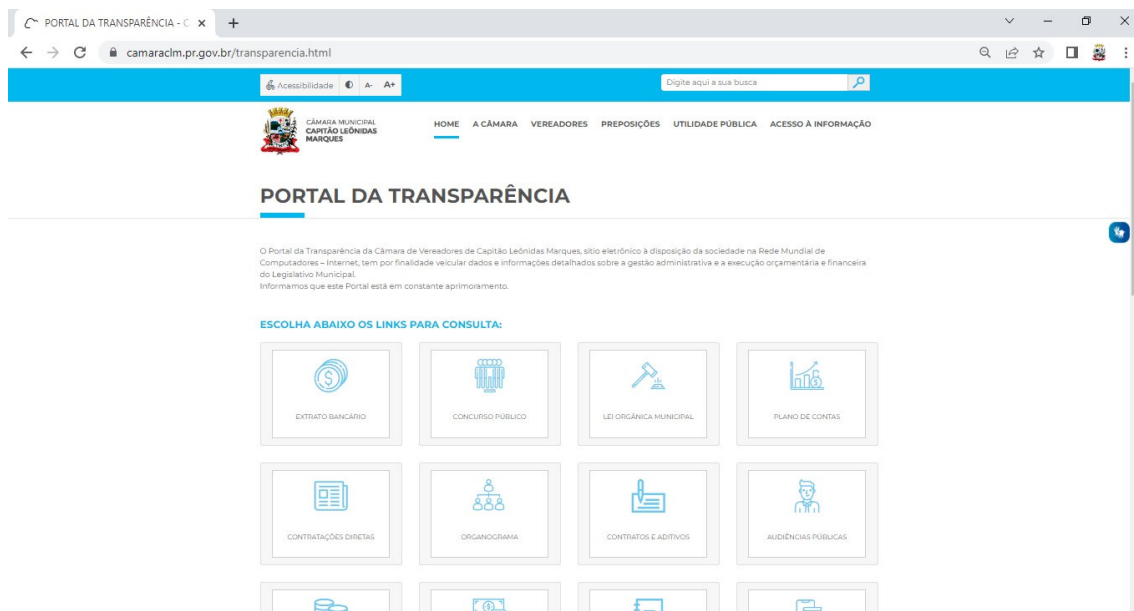 PORTAL DA TRANSPARÊNCIA - C
camaraclm.pr.gov.br/transparencia.html
Acessibilidade A- A+
Digite aqui a sua busca
CÂMARA MUNICIPAL
CAPITÃO LEÔNIDAS
MARQUES
HOME A CÂMARA VEREADORES PREPOSIÇÕES UTILIDADE PÚBLICA ACESSO À INFORMAÇÃO
PORTAL DA TRANSPARÊNCIA
O Portal da Transparência da Câmara de Vereadores de Capitão Leônidas Marques, sítio eletrônico à disposição da sociedade na Rede Mundial de
Computadores – Internet, tem por finalidade veicular dados e informações detalhados sobre a gestão administrativa e a execução orçamentária e financeira
do Legislativo Municipal.
Informamos que este Portal está em constante aprimoramento.
ESCOLHA ABAIXO OS LINKS PARA CONSULTA:
EXTRATO BANCÁRIO
CONCURSO PÚBLICO
LEI ORGÂNICA MUNICIPAL
PLANO DE CONTAS
CONTRATAÇÕES DIRETAS
ORGANOGRAMA
CONTRATOS E ADITIVOS
AUDIÊNCIAS PÚBLICAS